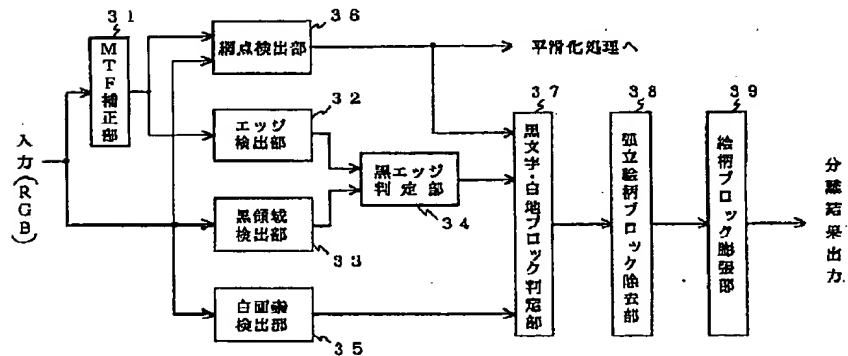 31
MTF補正部
36
網点検出部
平滑化処理へ
32
エッジ
検出部
入力(RGB)
黒エッジ
判定部
34
黒領域
検出部
33
白画素
検出部
35
37
黒文字・白地ブロック判定部
38
孤立絵柄ブロック除去部
39
絵柄ブロック膨張部
分離結果出力